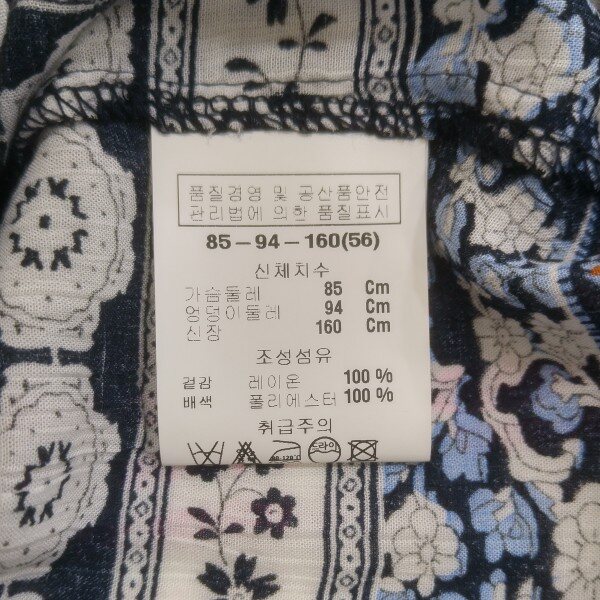 품질경영 및 공산품안전
관리법에 의한 품질표시
85-94-160(56)
신체치수
가슴둘레 85 Cm
엉덩이둘레 94 Cm
신장 160 Cm
조성섬유
겉감 레이온 100 %
배색 폴리에스터 100 %
취급주의
드라이